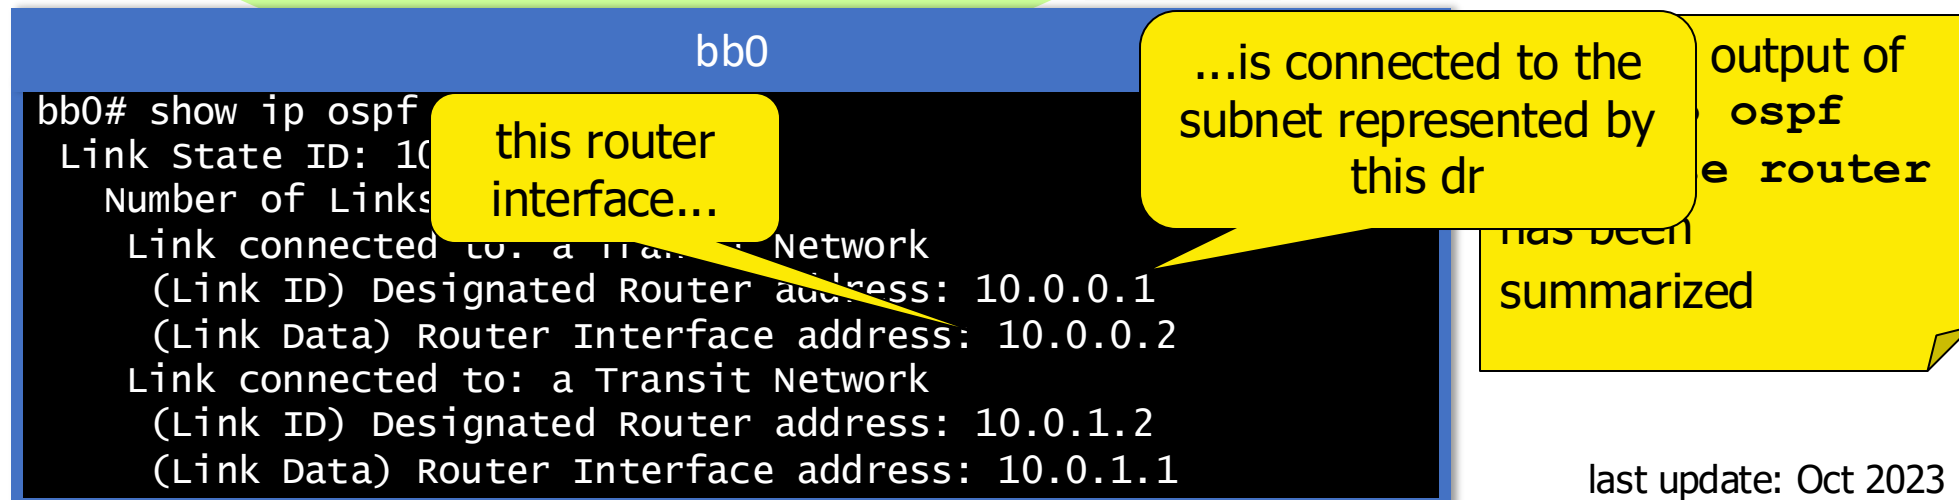 bb0
bb0# show ip ospf
Link State ID: 10
Number of Links
Link connected to: a Transit Network
(Link ID) Designated Router address: 10.0.0.1
(Link Data) Router Interface address: 10.0.0.2
Link connected to: a Transit Network
(Link ID) Designated Router address: 10.0.1.2
(Link Data) Router Interface address: 10.0.1.1
this router
interface...
...is connected to the
subnet represented by
this dr
output of
ospf
router
has been
summarized
last update: Oct 2023